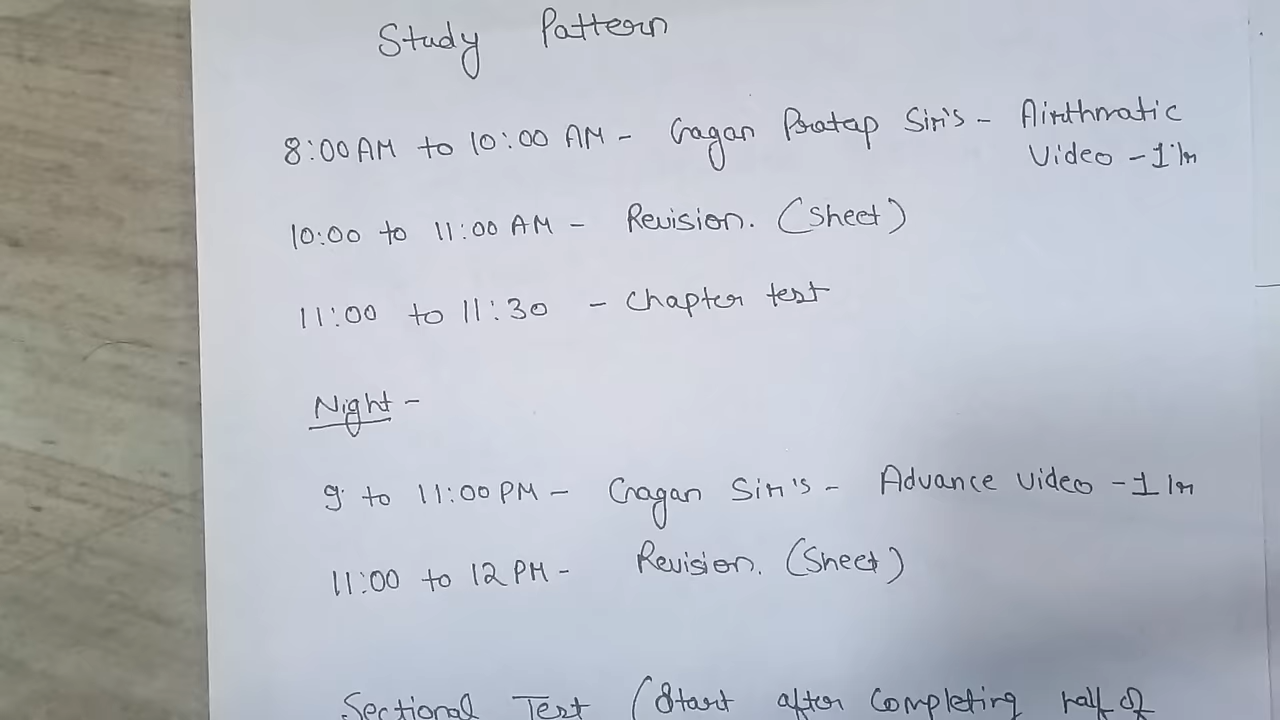 Study Pattern
8:00 AM to 10:00 AM - Gagan Pratap Sir's - Airthmatic
Video - 1 hr
10:00 to 11:00 AM - Revision. (Sheet)
11:00 to 11:30 - Chapter test
Night -
9 to 11:00 PM - Gagan Sir's - Advance Video - 1 hr
11:00 to 12 PM - Revision. (Sheet)
Sectional Test (Start after Completing half of